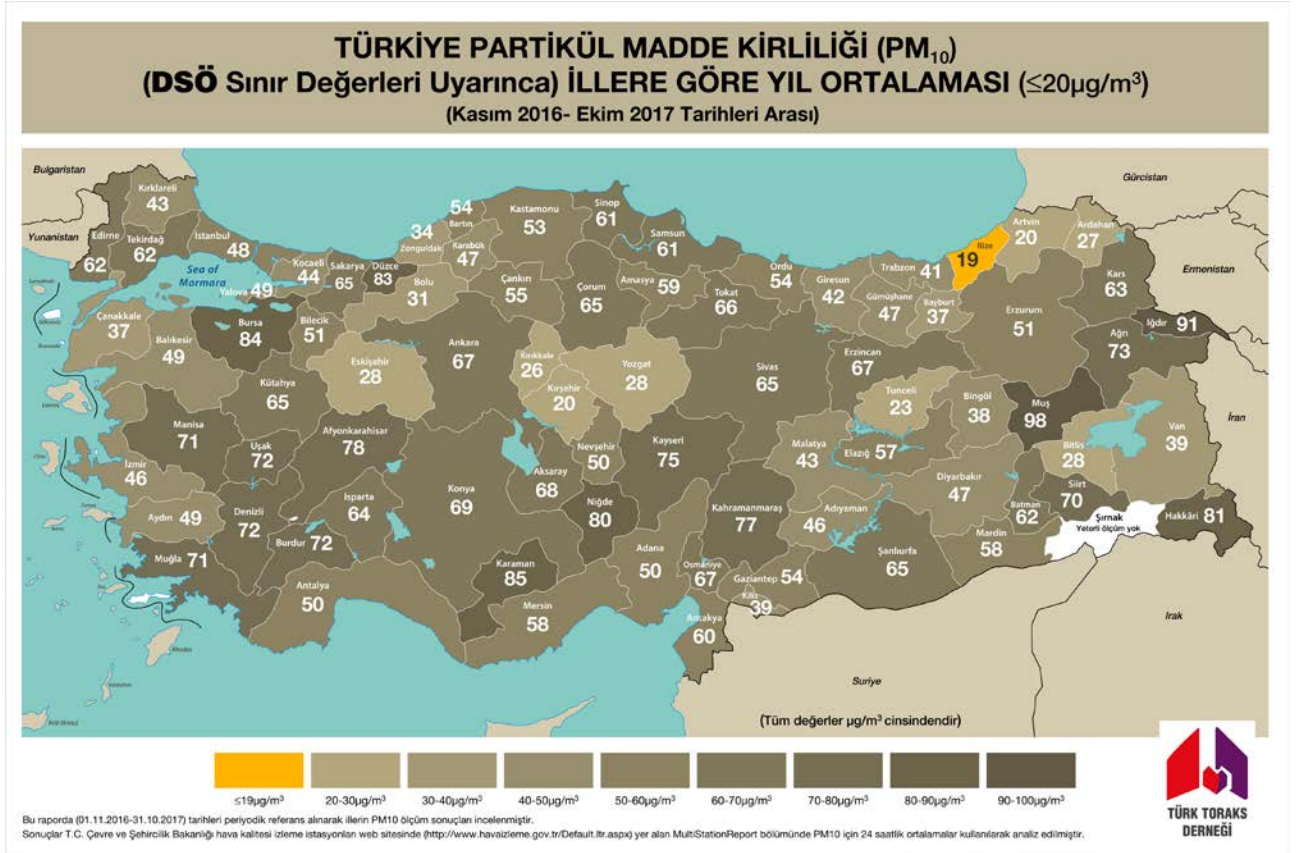 TÜRKİYE PARTİKÜL MADDE KİRLİLİĞİ (PM10)
(DSÖ Sınır Değerleri Uyarınca) İLLERE GÖRE YIL ORTALAMASI (≤20µg/m³)
(Kasım 2016- Ekim 2017 Tarihleri Arası)
Bulgaristan
Yunanistan
Gürcistan
Ermenistan
İran
Irak
Suriye
Sea of Marmara
Kırklareli
43
Edirne
62
Tekirdağ
62
İstanbul
48
Kocaeli
44
Yalova 49
Sakarya
65
Düzce
83
Bolu
31
34
Zonguldak
54
Bartın
Karabük
47
Kastamonu
53
Sinop
61
Samsun
61
Çankırı
55
Çorum
65
Amasya 59
Tokat
66
Ordu
54
Giresun
42
Trabzon 41
Gümüşhane
47
Bayburt
37
Rize
19
Artvin
20
Ardahan
27
Kars
63
Iğdır 91
Ağrı
73
Erzurum
51
Erzincan
67
Çanakkale
37
Balıkesir
49
Bursa
84
Bilecik
51
Eskişehir
28
Ankara
67
Kırıkkale
26
Kırşehir
20
Yozgat
28
Sivas
65
Tunceli
23
Bingöl
38
Muş
98
Bitlis
28
Van
39
Kütahya
65
Manisa
71
Uşak
72
Afyonkarahisar
78
İzmir
46
Aydın 49
Denizli
72
Isparta
64
Burdur 72
Muğla 71
Antalya
50
Konya
69
Aksaray
68
Nevşehir
50
Niğde
80
Kayseri
75
Malatya
43
Elazığ 57
Diyarbakır
47
Batman
62
Siirt
70
Şırnak
Yeterli ölçüm yok
Hakkâri 81
Mardin
58
Şanlıurfa
65
Adıyaman
46
Kahramanmaraş
77
Gaziantep 54
Kilis
39
Osmaniye
67
Adana
50
Karaman
85
Mersin
58
Antakya
60
Rhodos
(Tüm değerler µg/m³ cinsindendir)
≤19µg/m³ 20-30µg/m³ 30-40µg/m³ 40-50µg/m³ 50-60µg/m³ 60-70µg/m³ 70-80µg/m³ 80-90µg/m³ 90-100µg/m³
Bu raporda (01.11.2016-31.10.2017) tarihleri periyodik referans alınarak illerin PM10 ölçüm sonuçları incelenmiştir.
Sonuçlar T.C. Çevre ve Şehircilik Bakanlığı hava kalitesi izleme istasyonları web sitesinde (http://www.havaizleme.gov.tr/Default.ltr.aspx) yer alan MultiStationReport bölümünde PM10 için 24 saatlik ortalamalar kullanılarak analiz edilmiştir.
TÜRK TORAKS
DERNEĞİ